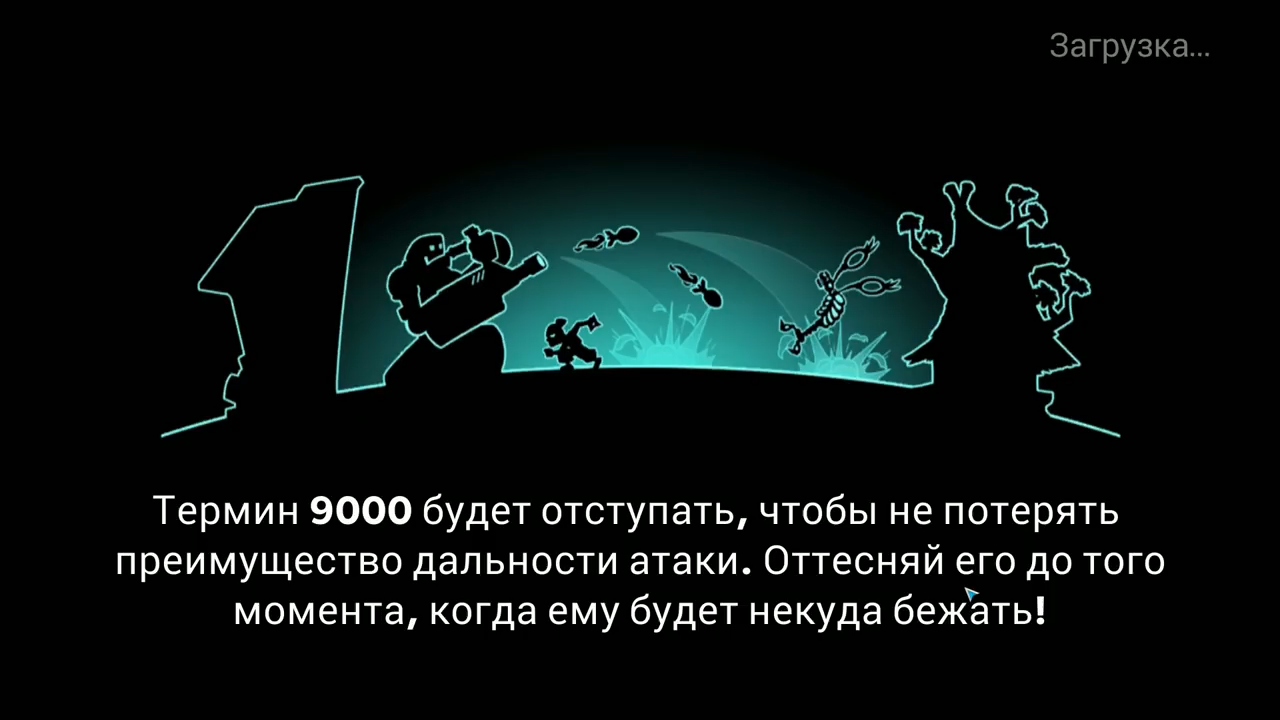 Загрузка...
Термин 9000 будет отступать, чтобы не потерять
преимущество дальности атаки. Оттесняй его до того
момента, когда ему будет некуда бежать!